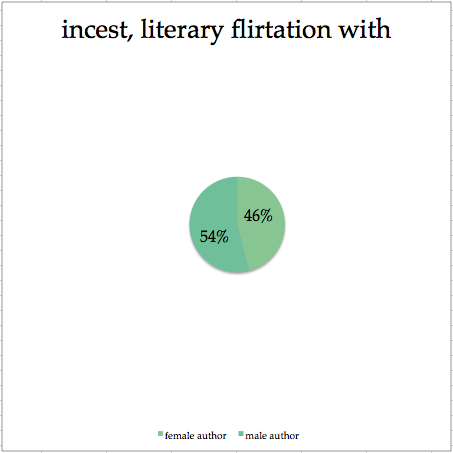 incest, literary flirtation with
46%
54%
female author male author